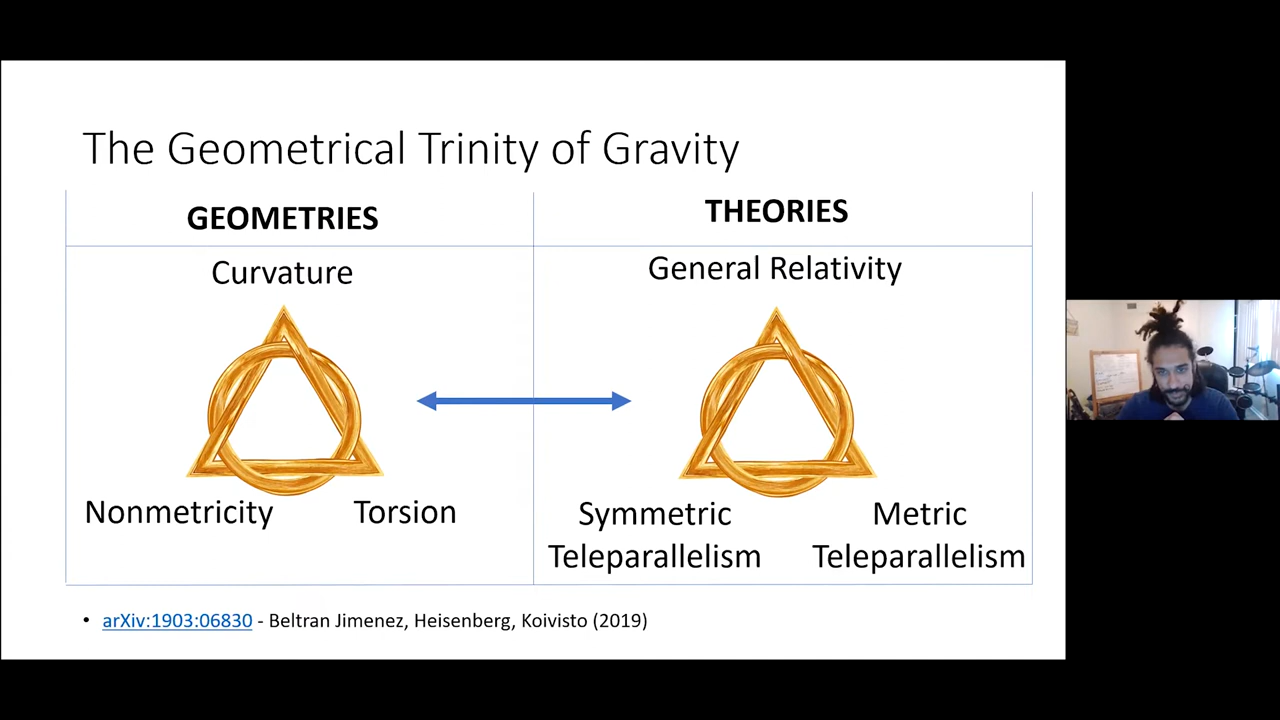 The Geometrical Trinity of Gravity
GEOMETRIES
THEORIES
Curvature
General Relativity
Nonmetricity
Torsion
Symmetric
Teleparallelism
Metric
Teleparallelism
• arXiv:1903:06830 - Beltran Jimenez, Heisenberg, Koivisto (2019)